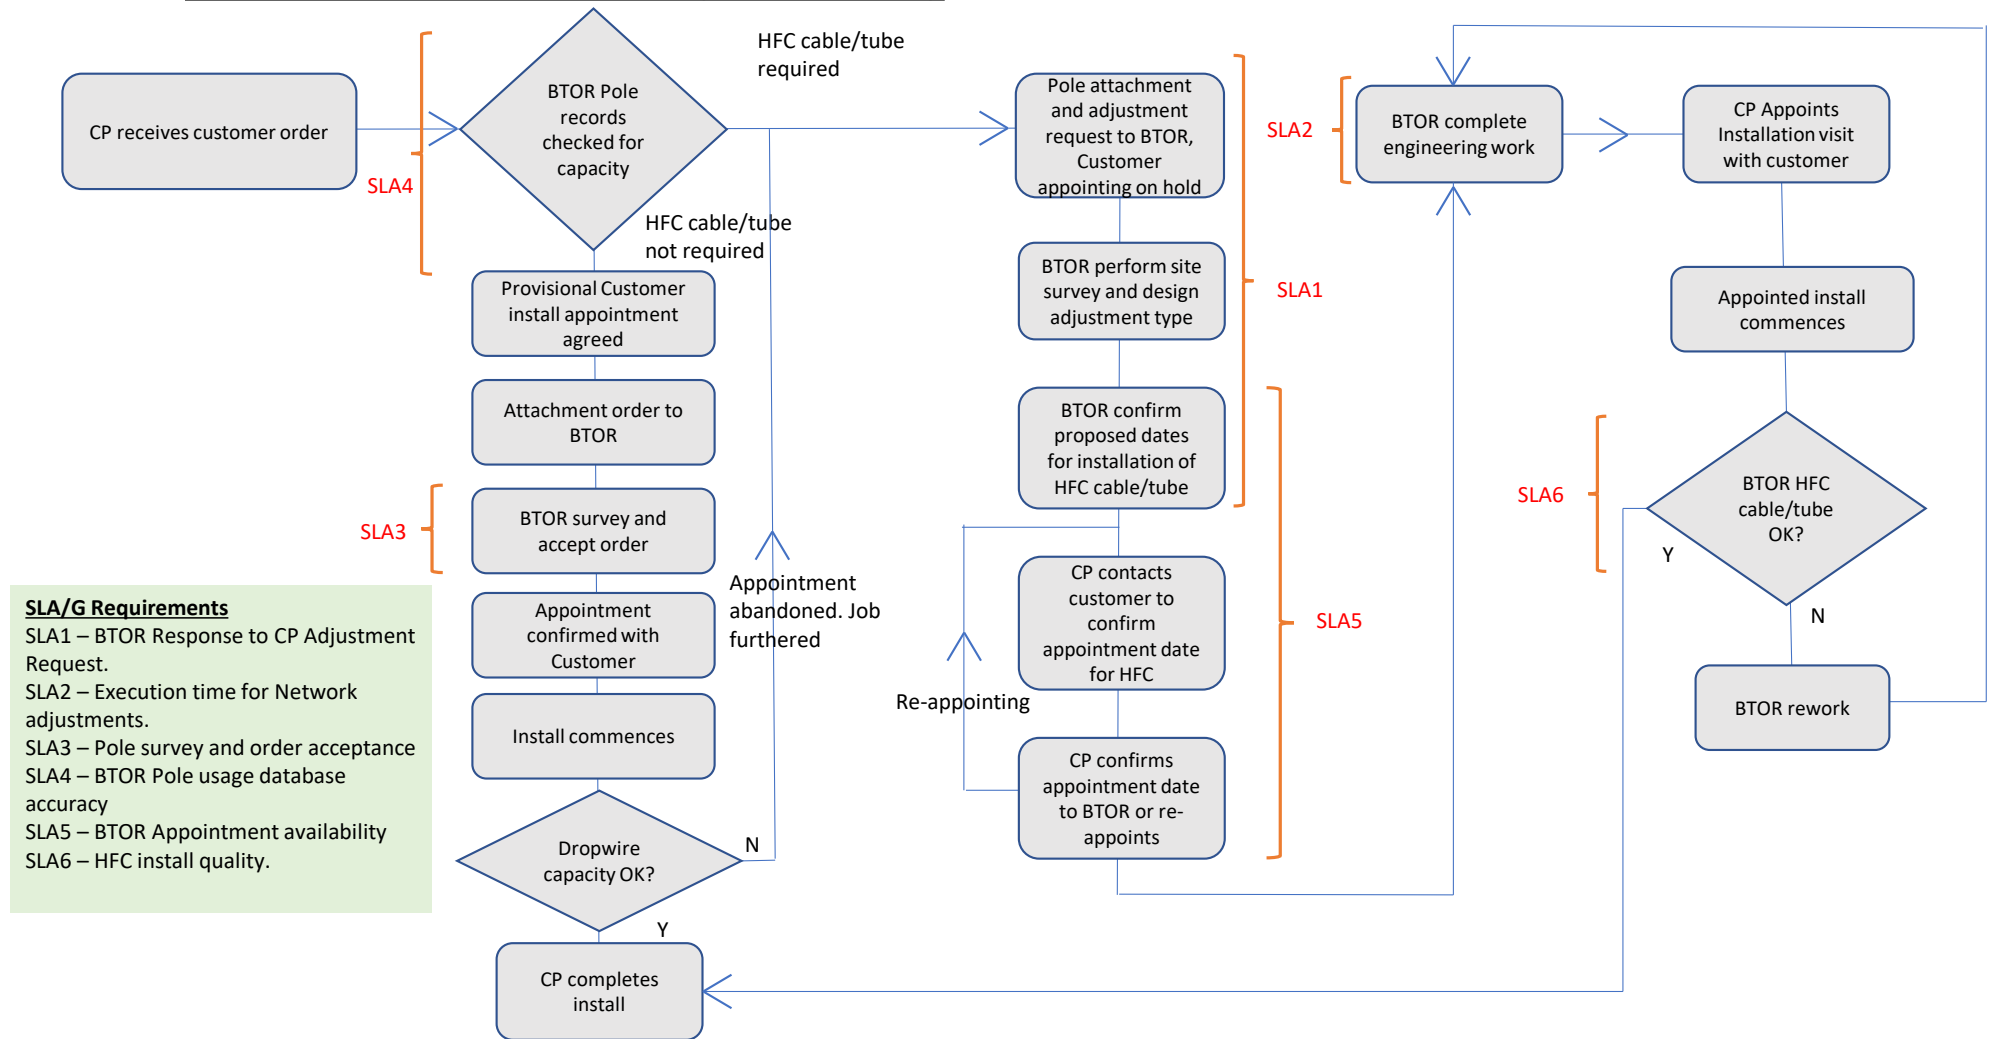 CP receives customer order
SLA4
BTOR Pole
records
checked for
capacity
HFC cable/tube
required
HFC cable/tube
not required
Provisional Customer
install appointment
agreed
Attachment order to
BTOR
SLA3
BTOR survey and
accept order
Appointment
confirmed with
Customer
Install commences
Dropwire
capacity OK?
N
Y
CP completes
install
Appointment
abandoned. Job
furthered
Pole attachment
and adjustment
request to BTOR,
Customer
appointing on hold
BTOR perform site
survey and design
adjustment type
SLA1
BTOR confirm
proposed dates
for installation of
HFC cable/tube
CP contacts
customer to
confirm
appointment date
for HFC
SLA5
Re-appointing
CP confirms
appointment date
to BTOR or re-
appoints
SLA2
BTOR complete
engineering work
CP Appoints
Installation visit
with customer
Appointed install
commences
SLA6
BTOR HFC
cable/tube
OK?
Y
N
BTOR rework
SLA/G Requirements
SLA1 – BTOR Response to CP Adjustment
Request.
SLA2 – Execution time for Network
adjustments.
SLA3 – Pole survey and order acceptance
SLA4 – BTOR Pole usage database
accuracy
SLA5 – BTOR Appointment availability
SLA6 – HFC install quality.